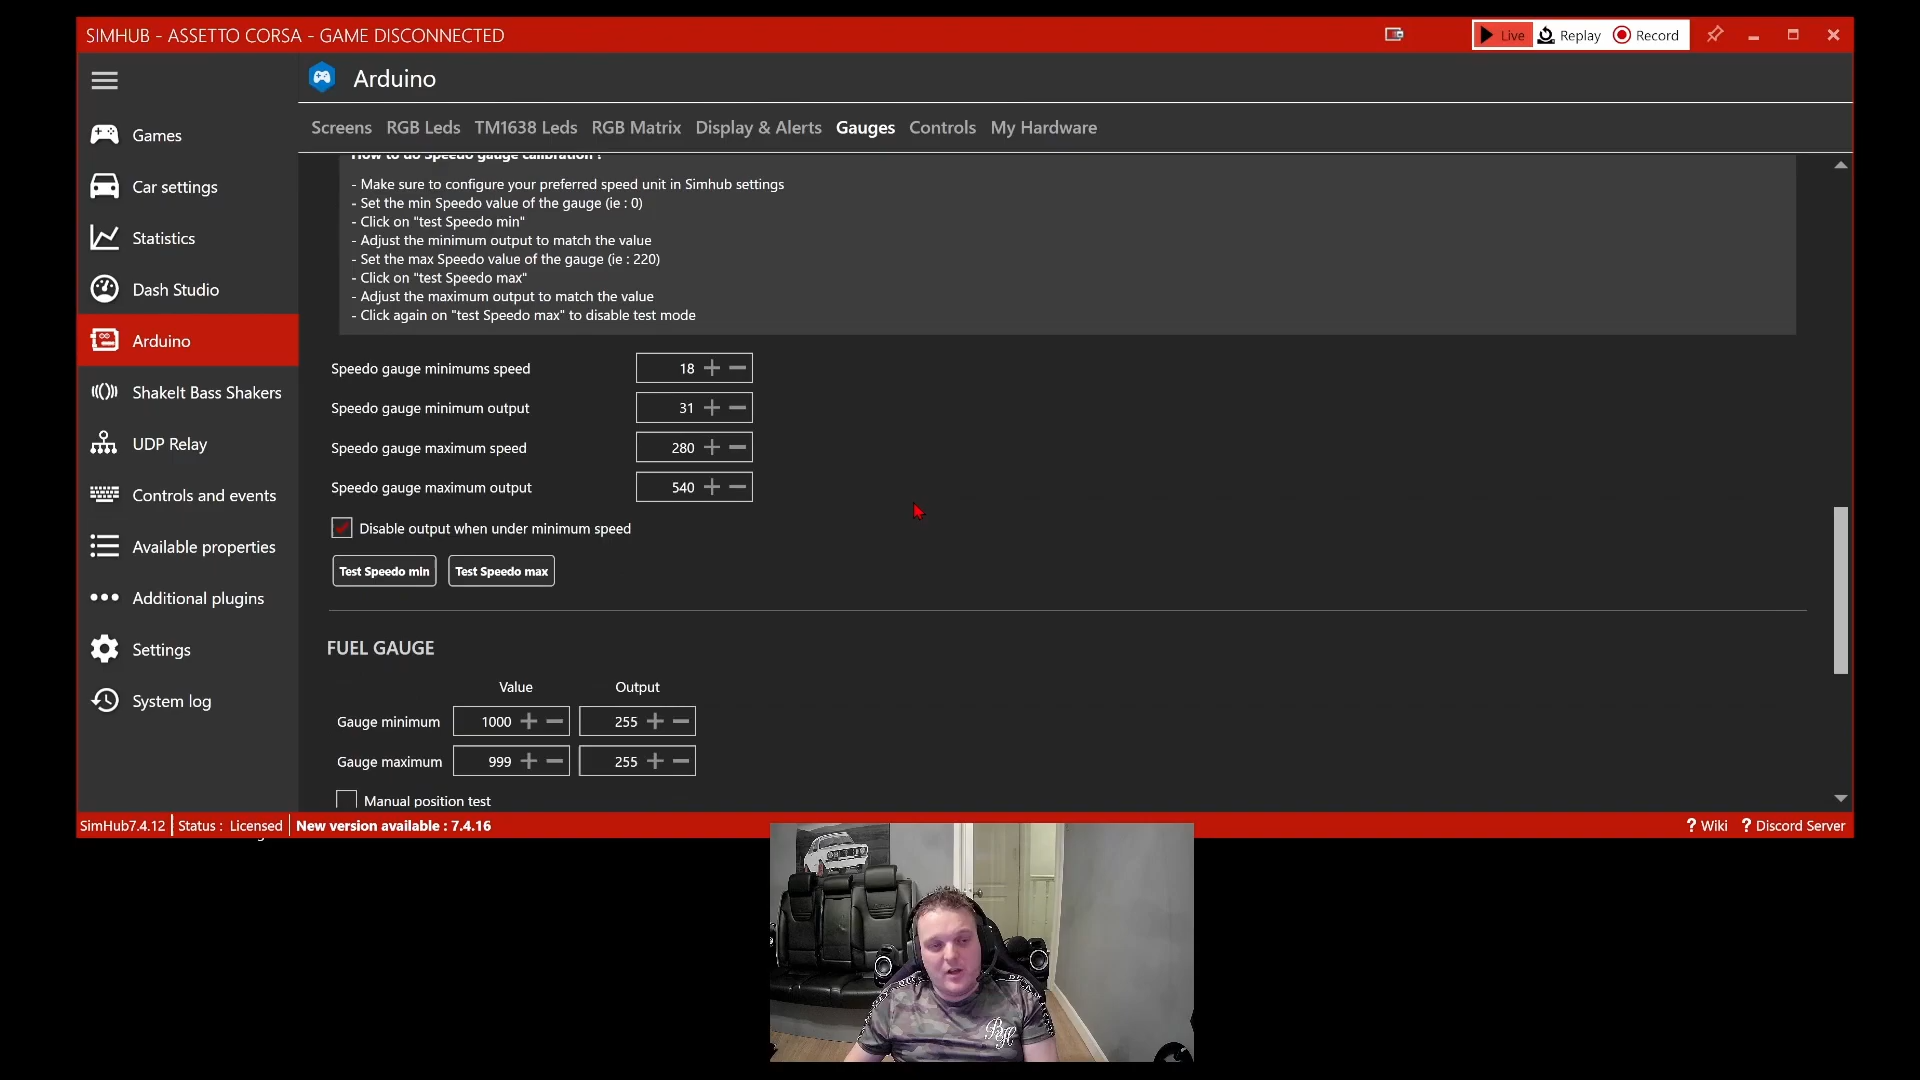 SIMHUB - ASSETTO CORSA - GAME DISCONNECTED
Live Replay Record
Arduino
Screens RGB Leds TM1638 Leds RGB Matrix Display & Alerts Gauges Controls My Hardware
Games
Car settings
Statistics
Dash Studio
Arduino
ShakeIt Bass Shakers
UDP Relay
Controls and events
Available properties
Additional plugins
Settings
System log
How to do Speedo gauge calibration ?
- Make sure to configure your preferred speed unit in Simhub settings
- Set the min Speedo value of the gauge (ie : 0)
- Click on "test Speedo min"
- Adjust the minimum output to match the value
- Set the max Speedo value of the gauge (ie : 220)
- Click on "test Speedo max"
- Adjust the maximum output to match the value
- Click again on "test Speedo max" to disable test mode
Speedo gauge minimums speed 18
Speedo gauge minimum output 31
Speedo gauge maximum speed 280
Speedo gauge maximum output 540
Disable output when under minimum speed
Test Speedo min Test Speedo max
FUEL GAUGE
Value Output
Gauge minimum 1000 255
Gauge maximum 999 255
Manual position test
SimHub7.4.12 Status : Licensed New version available : 7.4.16
? Wiki ? Discord Server